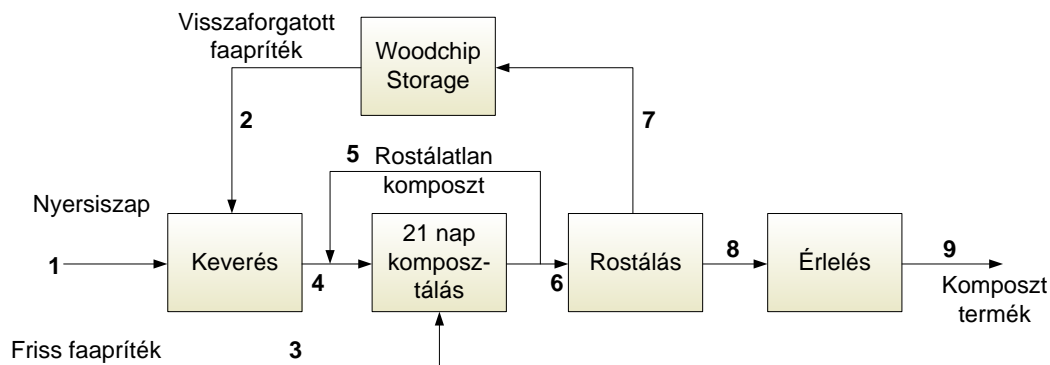 Visszaforgatott
faapríték
Woodchip
Storage
2
7
5
Rostálatlan
komposzt
Nyersiszap
1
Keverés
4
21 nap
komposz-
tálás
6
Rostálás
8
Érlelés
9
Komposzt
termék
Friss faapríték
3